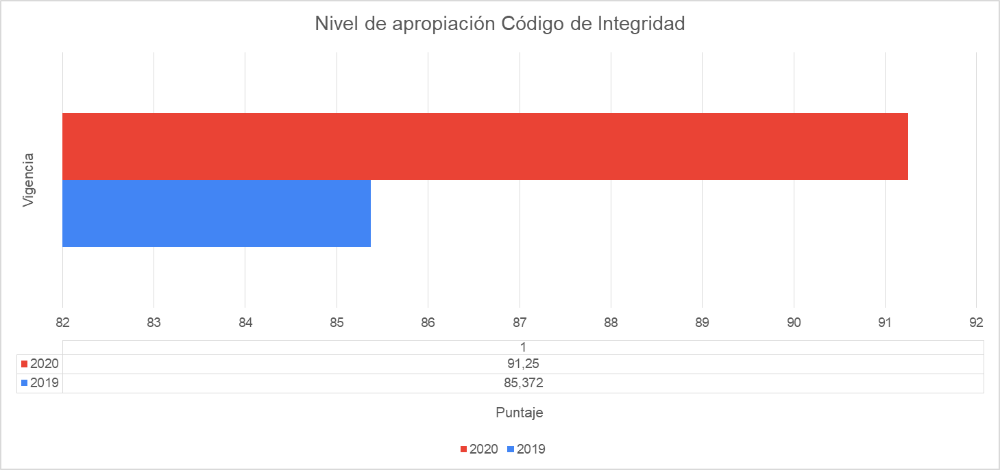 Nivel de apropiación Código de Integridad
Vigencia
82 83 84 85 86 87 88 89 90 91 92
1
2020 91,25
2019 85,372
Puntaje
2020 2019